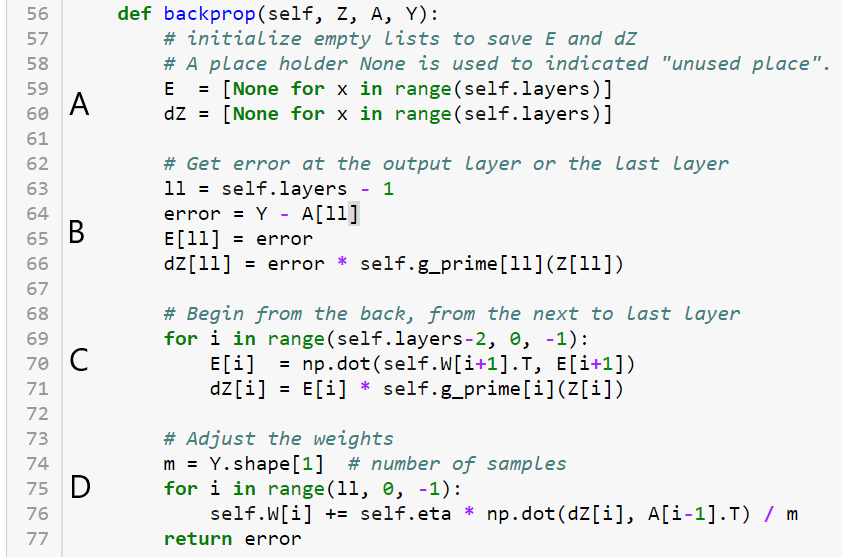 56 def backprop(self, Z, A, Y):
57 # initialize empty lists to save E and dZ
58 # A place holder None is used to indicated "unused place".
59 E  = [None for x in range(self.layers)]
A
60 dZ = [None for x in range(self.layers)]
61
62 # Get error at the output layer or the last layer
63 ll = self.layers - 1
64 error = Y - A[ll]
B
65 E[ll] = error
66 dZ[ll] = error * self.g_prime[ll](Z[ll])
67
68 # Begin from the back, from the next to last layer
69 for i in range(self.layers-2, 0, -1):
C
70 E[i]  = np.dot(self.W[i+1].T, E[i+1])
71 dZ[i] = E[i] * self.g_prime[i](Z[i])
72
73 # Adjust the weights
74 m = Y.shape[1]  # number of samples
D
75 for i in range(ll, 0, -1):
76 self.W[i] += self.eta * np.dot(dZ[i], A[i-1].T) / m
77 return error